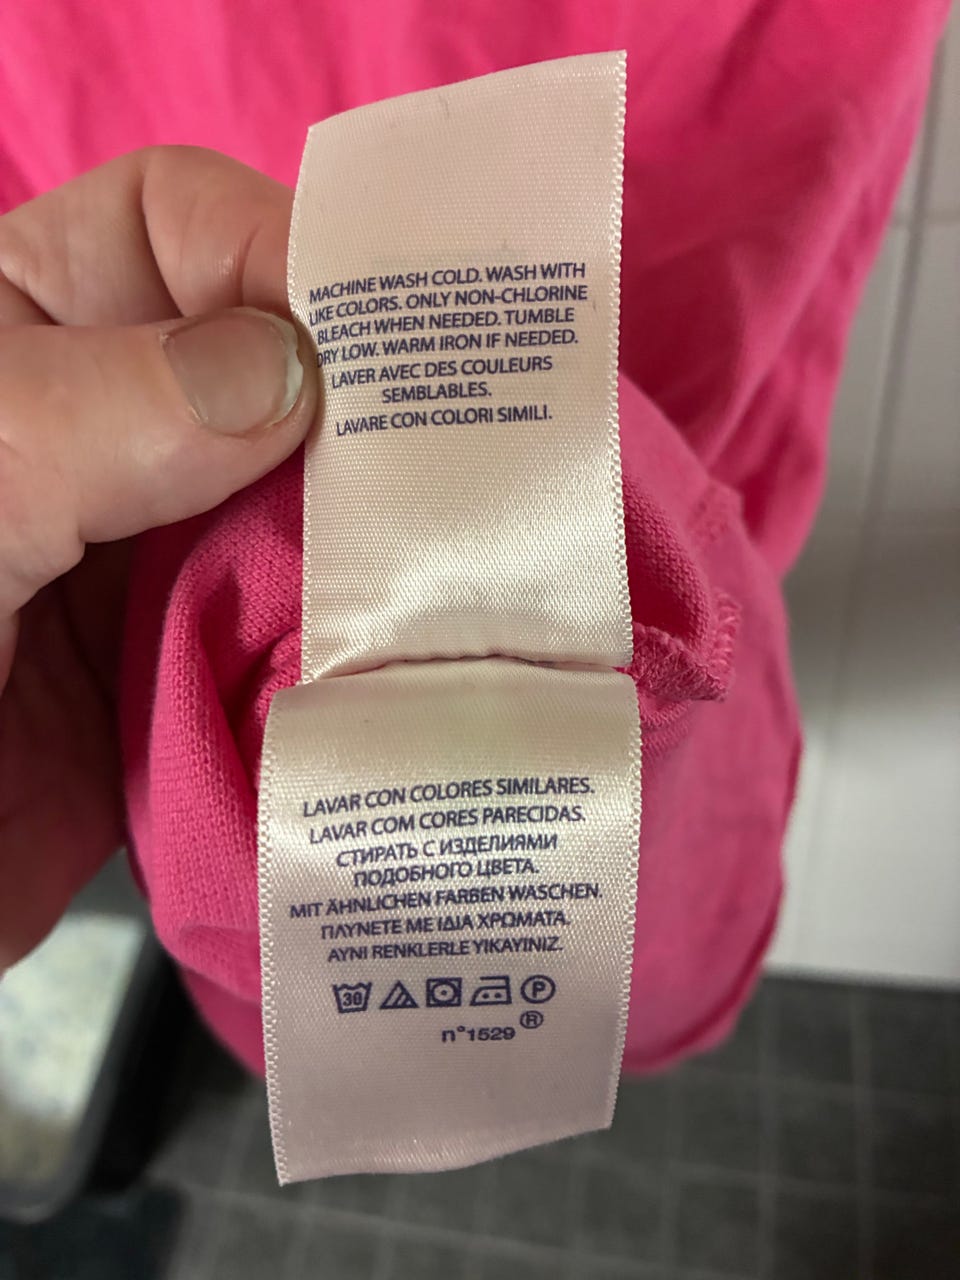 MACHINE WASH COLD. WASH WITH
LIKE COLORS. ONLY NON-CHLORINE
BLEACH WHEN NEEDED. TUMBLE
DRY LOW. WARM IRON IF NEEDED.
LAVER AVEC DES COULEURS
SEMBLABLES.
LAVARE CON COLORI SIMILI.
LAVAR CON COLORES SIMILARES.
LAVAR COM CORES PARECIDAS.
СТИРАТЬ С ИЗДЕЛИЯМИ
ПОДОБНОГО ЦВЕТА.
MIT ÄHNLICHEN FARBEN WASCHEN.
ΠΛΥΝΕΤΕ ΜΕ ΙΔΙΑ ΧΡΩΜΑΤΑ.
AYNI RENKLERLE YIKAYINIZ.
30 P
n°1529 ®